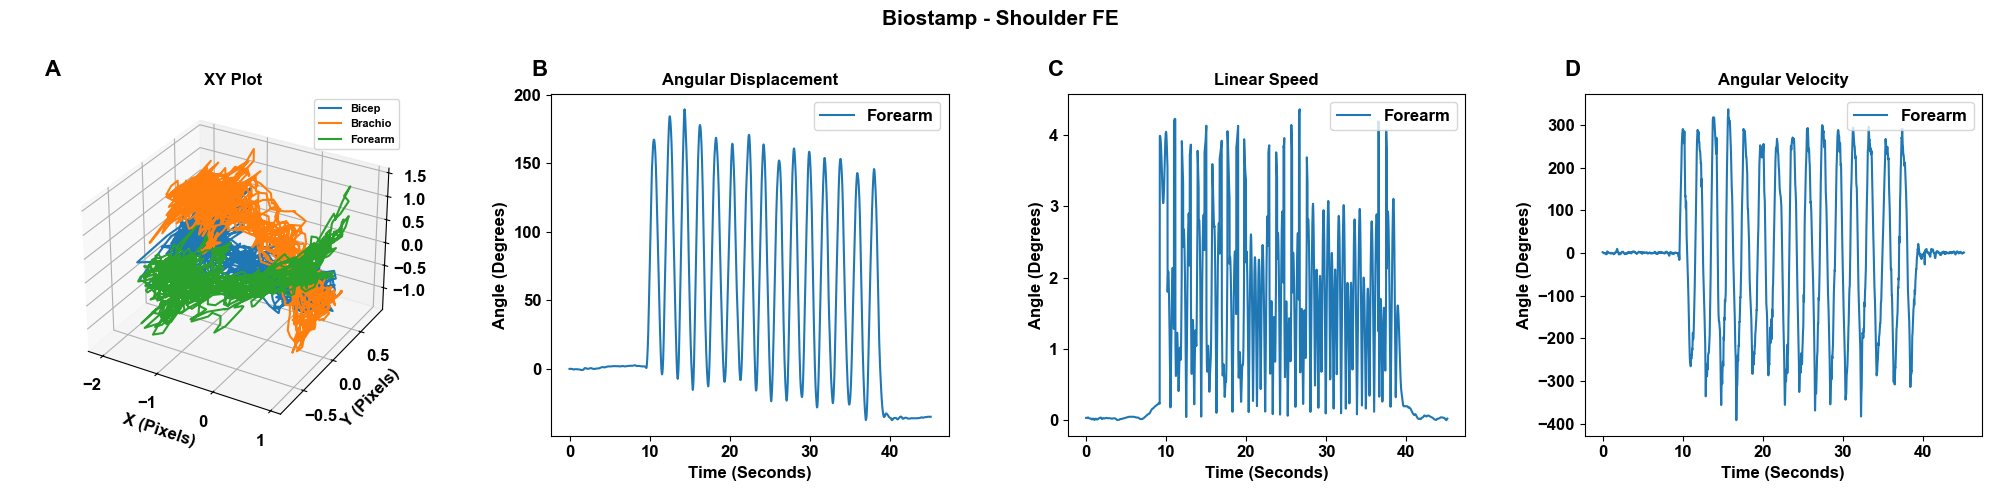 Biostamp - Shoulder FE
A
XY Plot
Bicep
Brachio
Forearm
1.5
1.0
0.5
0.0
−0.5
−1.0
−2
−1
0
1
X (Pixels)
−0.5
0.0
0.5
Y (Pixels)
B
Angular Displacement
Forearm
200
150
100
50
0
Angle (Degrees)
0 10 20 30 40
Time (Seconds)
C
Linear Speed
Forearm
4
3
2
1
0
Angle (Degrees)
0 10 20 30 40
Time (Seconds)
D
Angular Velocity
Forearm
300
200
100
0
−100
−200
−300
−400
Angle (Degrees)
0 10 20 30 40
Time (Seconds)